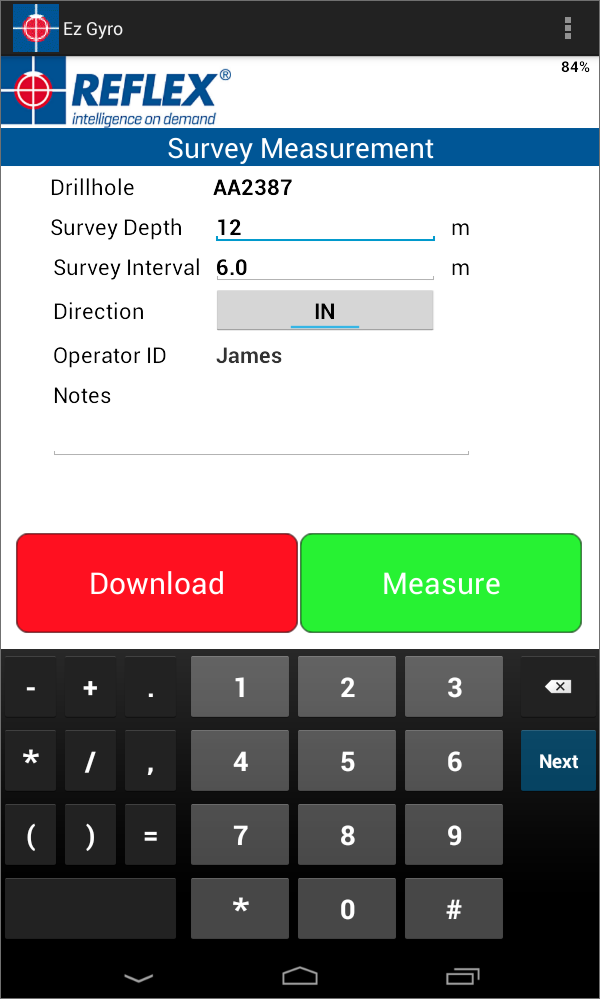 Ez Gyro
84%
REFLEX®
intelligence on demand
Survey Measurement
Drillhole AA2387
Survey Depth 12 m
Survey Interval 6.0 m
Direction IN
Operator ID James
Notes
Download Measure
- + . 1 2 3
* / , 4 5 6 Next
( ) = 7 8 9
* 0 #